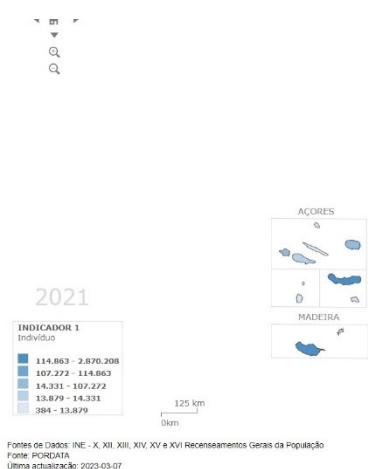 AÇORES
2021
MADEIRA
INDICADOR 1
Indivíduo
114.863 - 2.870.208
107.272 - 114.863
14.331 - 107.272
13.879 - 14.331
384 - 13.879
125 km
0km
Fontes de Dados: INE - X, XII, XIII, XIV, XV e XVI Recenseamentos Gerais da População
Fonte: PORDATA
Última actualização: 2023-03-07